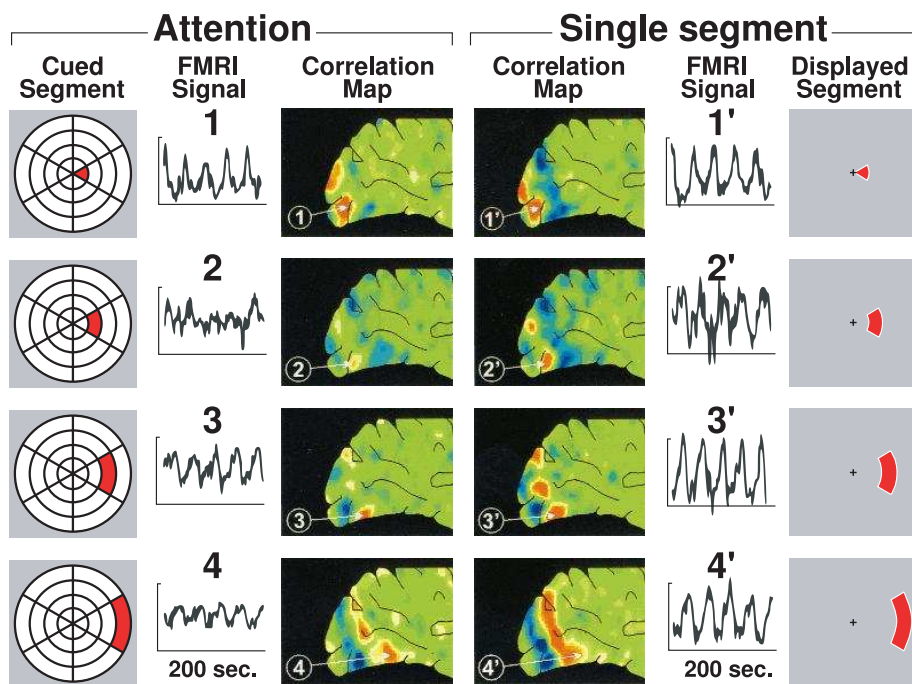 Attention
Single segment
Cued Segment
FMRI Signal
Correlation Map
Correlation Map
FMRI Signal
Displayed Segment
1
1'
1
1'
2
2'
2
2'
3
3'
3
3'
4
4'
4
4'
200 sec.
200 sec.